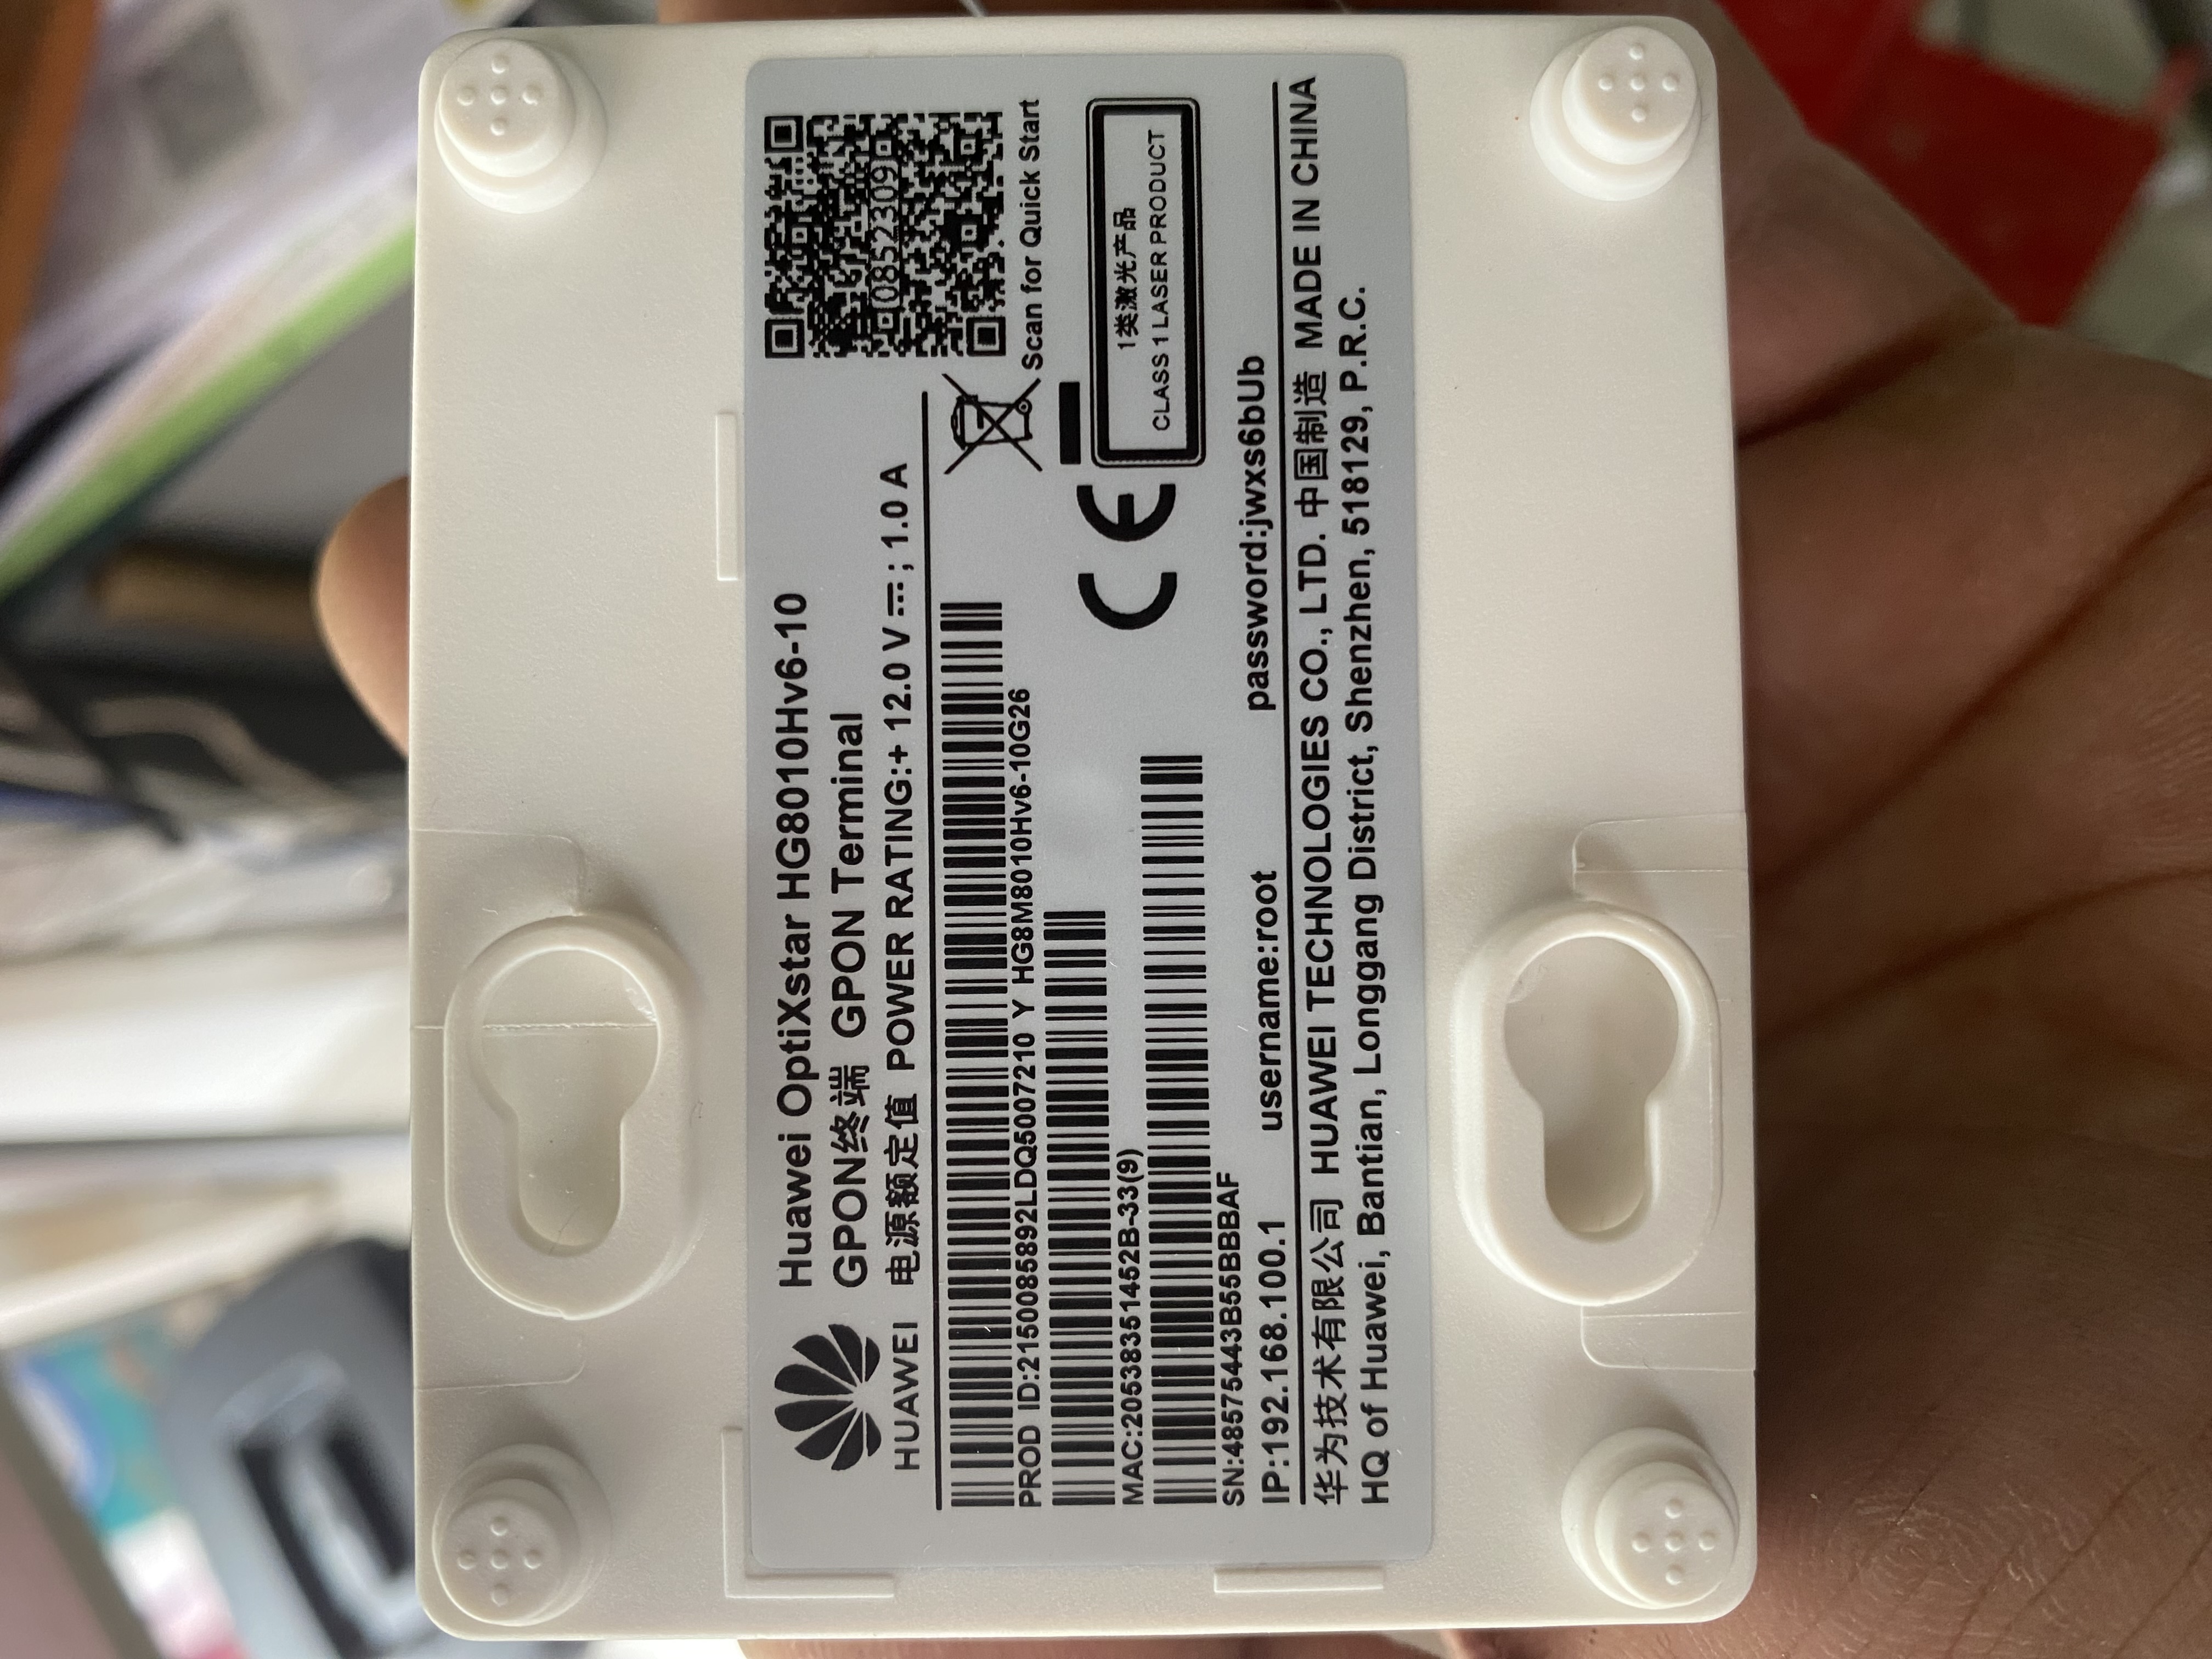 HUAWEI
Huawei OptiXstar HG8010Hv6-10
GPON终端 GPON Terminal
电源额定值 POWER RATING:+ 12.0 V⎓; 1.0 A
(08523090)
PROD ID:2150085892LDQ5007210 Y HG8M8010Hv6-10G26
Scan for Quick Start
MAC:20538351452B-33(9)
CE
1类激光产品
CLASS 1 LASER PRODUCT
SN:48575443B55BBBAF
IP:192.168.100.1 username:root password:jwxs6bUb
华为技术有限公司 HUAWEI TECHNOLOGIES CO., LTD. 中国制造 MADE IN CHINA
HQ of Huawei, Bantian, Longgang District, Shenzhen, 518129, P.R.C.